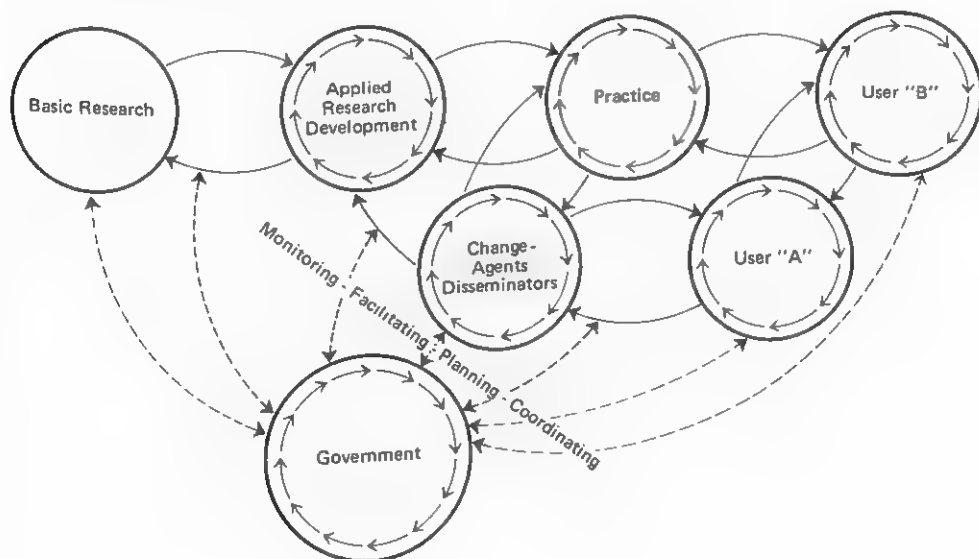 Basic Research
Applied
Research
Development
Practice
User "B"
Change-
Agents
Disseminators
User "A"
Monitoring - Facilitating - Planning - Coordinating
Government